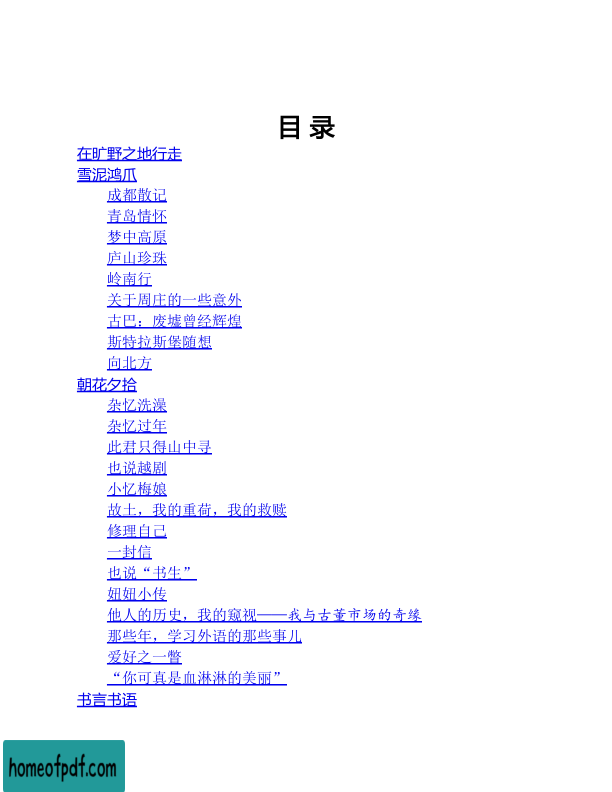 目 录
在旷野之地行走
雪泥鸿爪
成都散记
青岛情怀
梦中高原
庐山珍珠
岭南行
关于周庄的一些意外
古巴：废墟曾经辉煌
斯特拉斯堡随想
向北方
朝花夕拾
杂忆洗澡
杂忆过年
此君只得山中寻
也说越剧
小忆梅娘
故土，我的重荷，我的救赎
修理自己
一封信
也说“书生”
妞妞小传
他人的历史，我的窥视——我与古董市场的奇缘
那些年，学习外语的那些事儿
爱好之一瞥
“你可真是血淋淋的美丽”
书言书语
homeofpdf.com